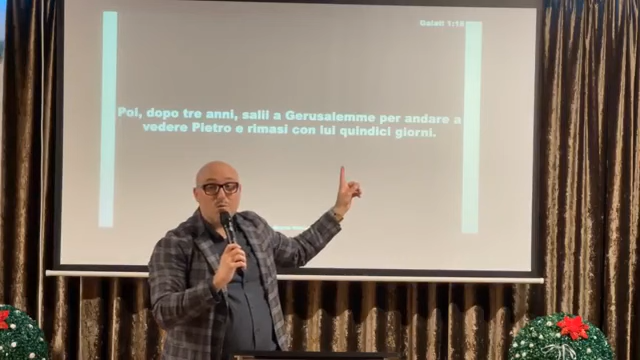 Galati 1:18
Poi, dopo tre anni, salii a Gerusalemme per andare a
vedere Pietro e rimasi con lui quindici giorni.